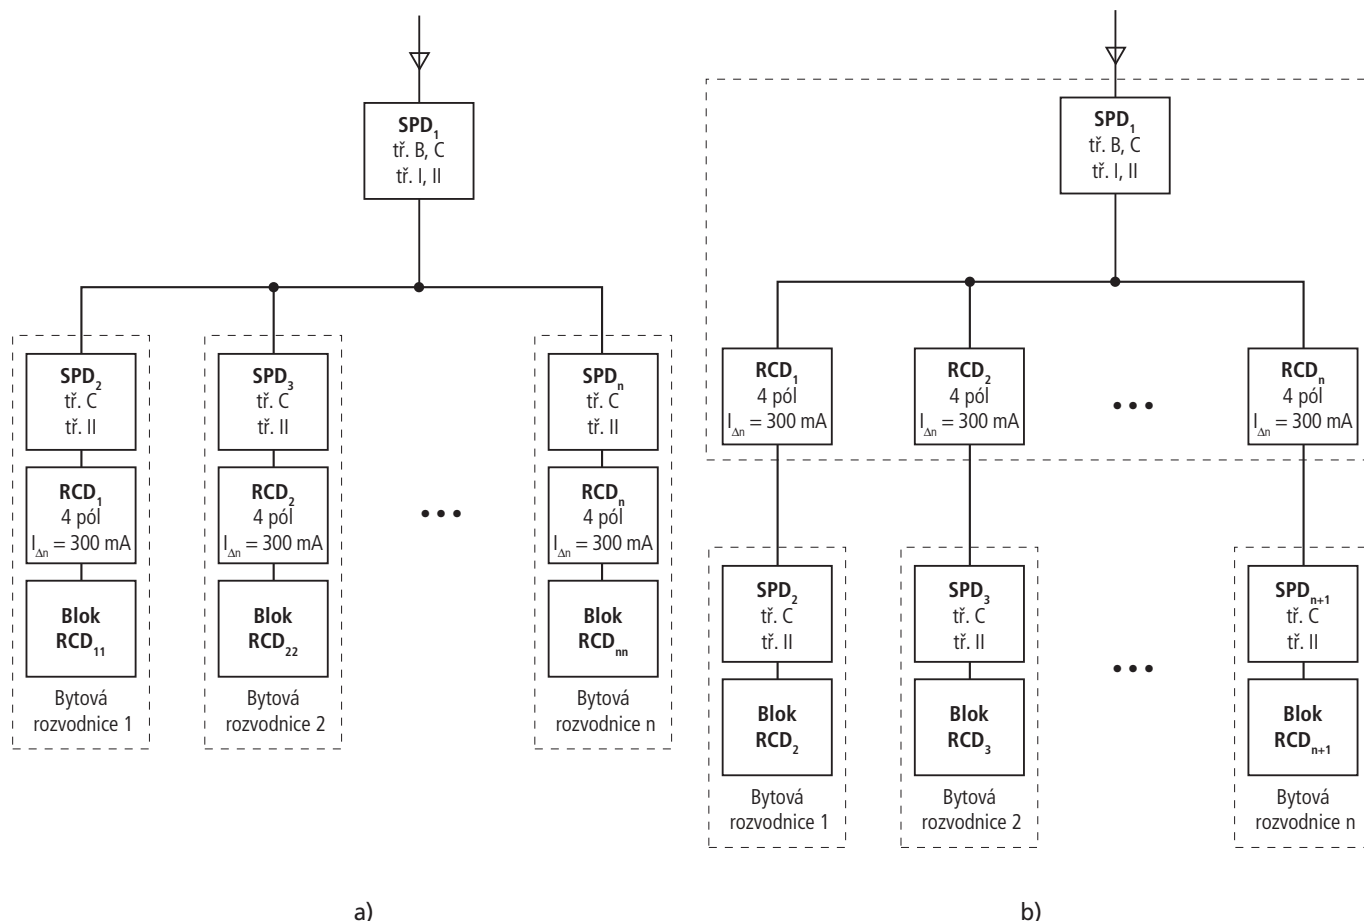 SPD1
tř. B, C
tř. I, II
SPD2
tř. C
tř. II
SPD3
tř. C
tř. II
SPDn
tř. C
tř. II
RCD1
4 pól
IΔn = 300 mA
RCD2
4 pól
IΔn = 300 mA
• • •
RCDn
4 pól
IΔn = 300 mA
Blok
RCD11
Blok
RCD22
Blok
RCDnn
Bytová
rozvodnice 1
Bytová
rozvodnice 2
Bytová
rozvodnice n
a)
SPD1
tř. B, C
tř. I, II
RCD1
4 pól
IΔn = 300 mA
RCD2
4 pól
IΔn = 300 mA
• • •
RCDn
4 pól
IΔn = 300 mA
SPD2
tř. C
tř. II
SPD3
tř. C
tř. II
• • •
SPDn+1
tř. C
tř. II
Blok
RCD2
Blok
RCD3
Blok
RCDn+1
Bytová
rozvodnice 1
Bytová
rozvodnice 2
Bytová
rozvodnice n
b)